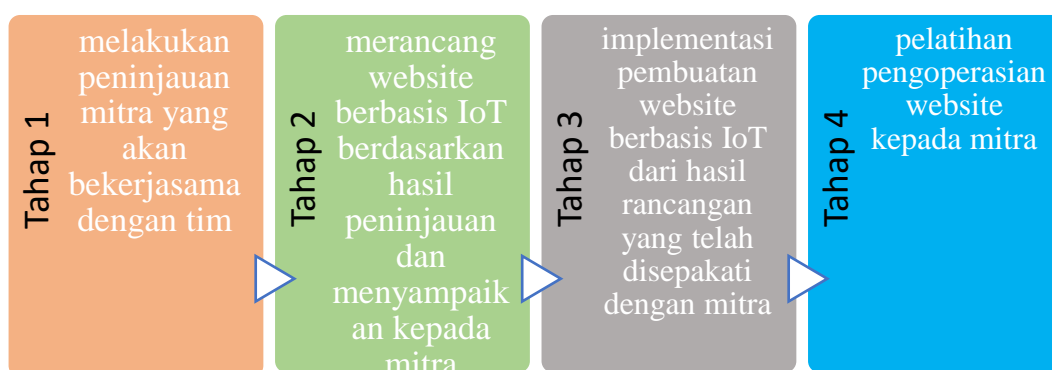 Tahap 1
melakukan
peninjauan
mitra yang
akan
bekerjasama
dengan tim
Tahap 2
merancang
website
berbasis IoT
berdasarkan
hasil
peninjauan
dan
menyampaik
an kepada
mitra
Tahap 3
implementasi
pembuatan
website
berbasis IoT
dari hasil
rancangan
yang telah
disepakati
dengan mitra
Tahap 4
pelatihan
pengoperasian
website
kepada mitra